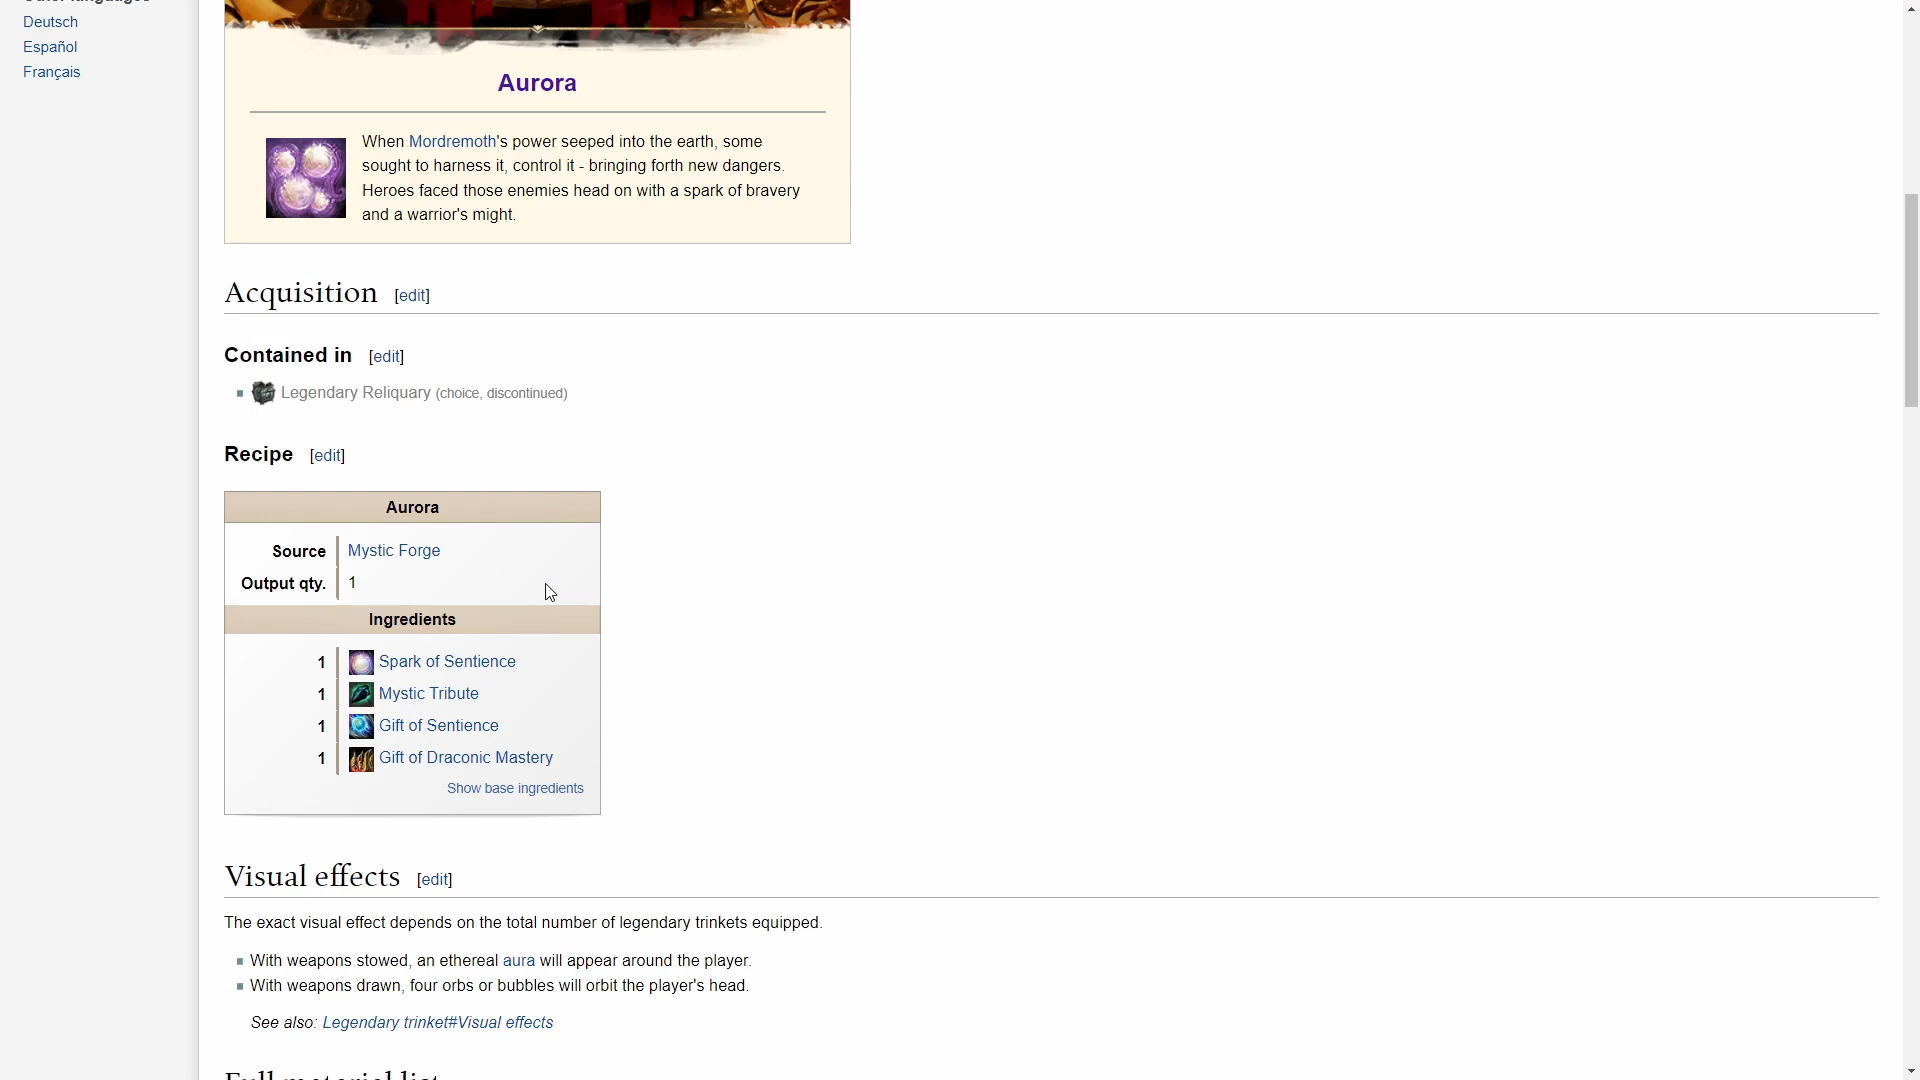 Other languages
Deutsch
Español
Français
Aurora
When Mordremoth's power seeped into the earth, some
sought to harness it, control it - bringing forth new dangers.
Heroes faced those enemies head on with a spark of bravery
and a warrior's might.
Acquisition [edit]
Contained in [edit]
Legendary Reliquary (choice, discontinued)
Recipe [edit]
Aurora
Source Mystic Forge
Output qty. 1
Ingredients
1 Spark of Sentience
1 Mystic Tribute
1 Gift of Sentience
1 Gift of Draconic Mastery
Show base ingredients
Visual effects [edit]
The exact visual effect depends on the total number of legendary trinkets equipped.
With weapons stowed, an ethereal aura will appear around the player.
With weapons drawn, four orbs or bubbles will orbit the player's head.
See also: Legendary trinket#Visual effects
Full material list